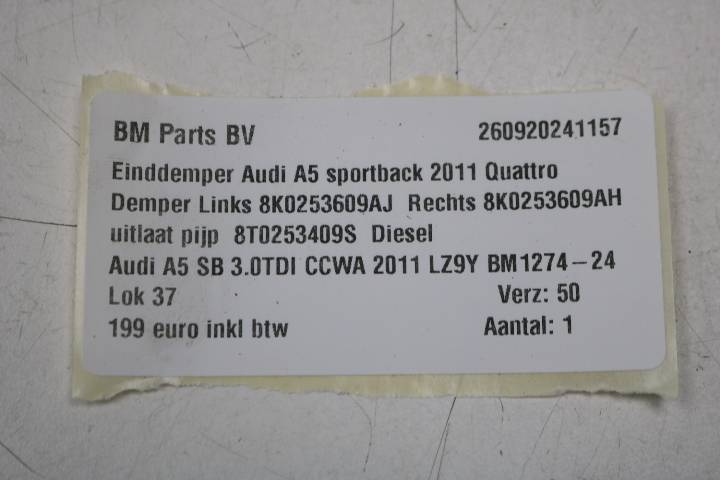 BM Parts BV 260920241157
Einddemper Audi A5 sportback 2011 Quattro
Demper Links 8K0253609AJ Rechts 8K0253609AH
uitlaat pijp 8T0253409S Diesel
Audi A5 SB 3.0TDI CCWA 2011 LZ9Y BM1274-24
Lok 37 Verz: 50
199 euro inkl btw Aantal: 1